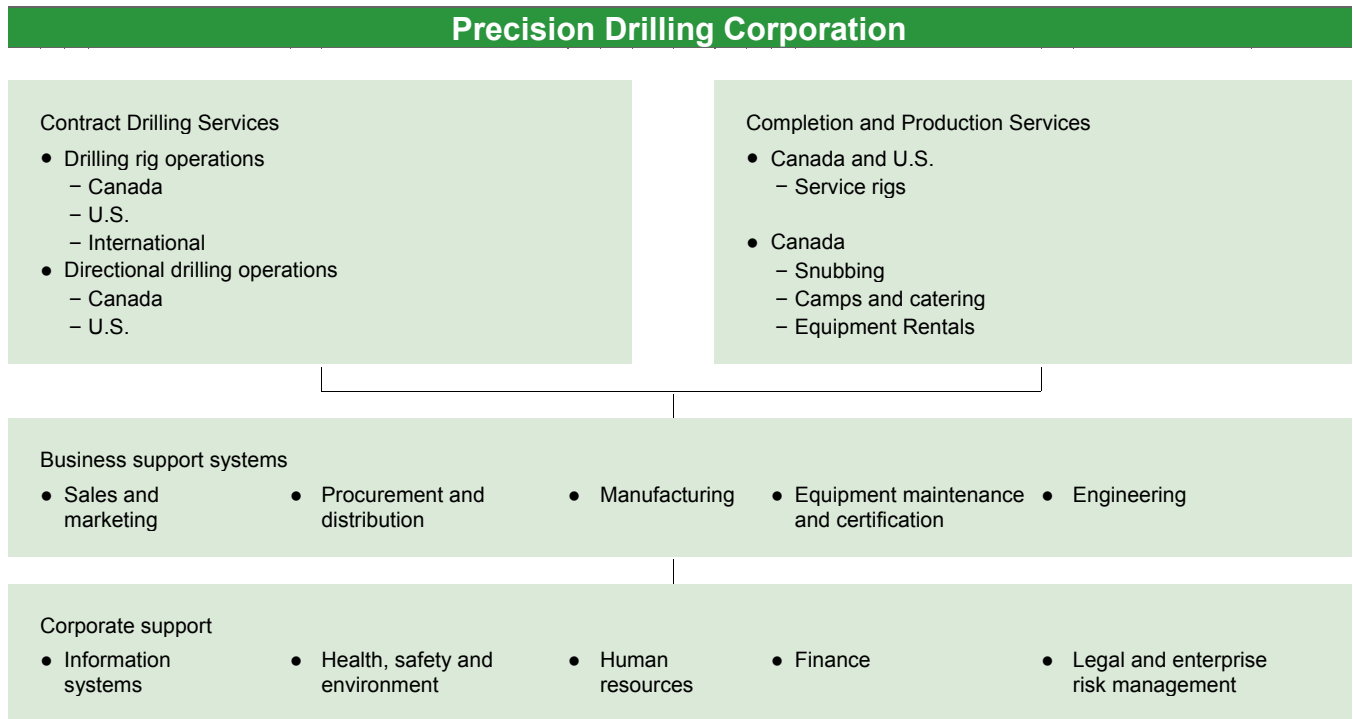 Precision Drilling Corporation
Contract Drilling Services
● Drilling rig operations
– Canada
– U.S.
– International
● Directional drilling operations
– Canada
– U.S.
Completion and Production Services
● Canada and U.S.
– Service rigs
● Canada
– Snubbing
– Camps and catering
– Equipment Rentals
Business support systems
● Sales and
marketing
● Procurement and
distribution
● Manufacturing
● Equipment maintenance
and certification
● Engineering
Corporate support
● Information
systems
● Health, safety and
environment
● Human
resources
● Finance
● Legal and enterprise
risk management